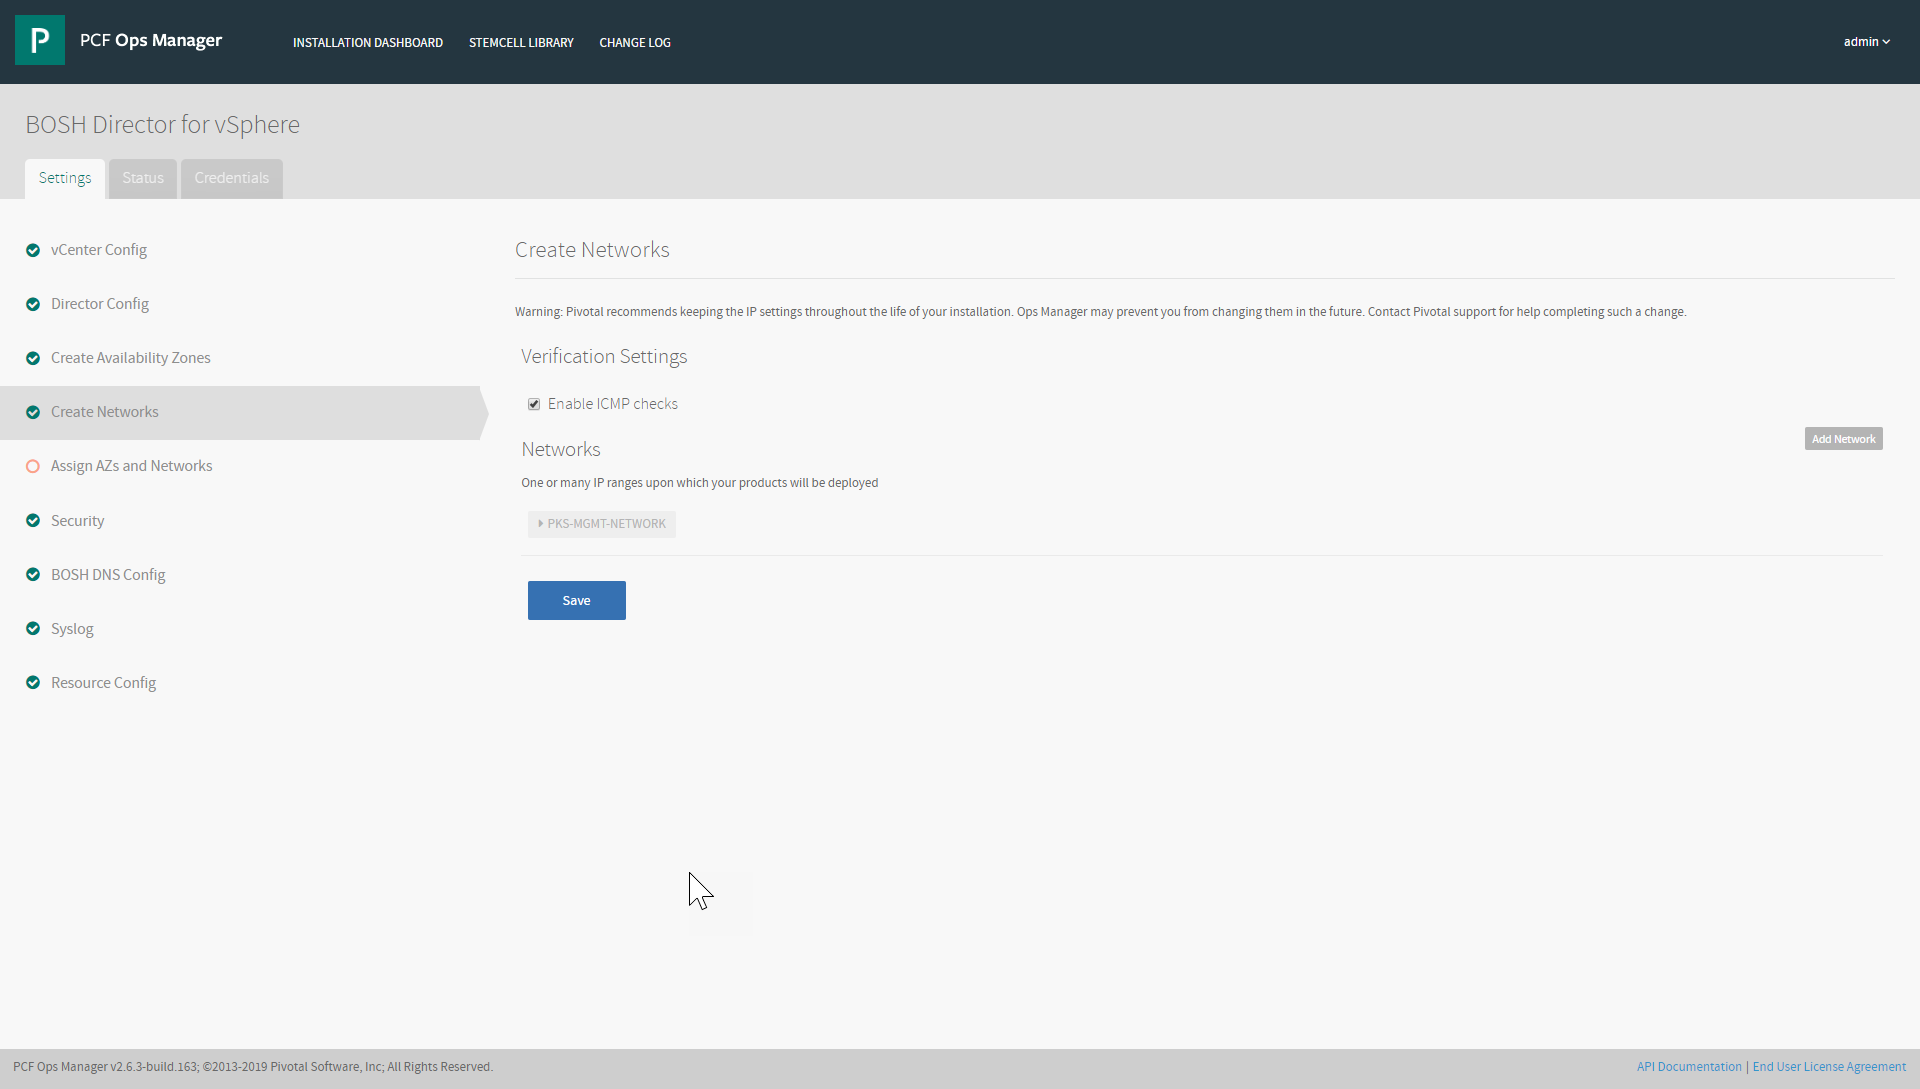 PCF Ops Manager
INSTALLATION DASHBOARD
STEMCELL LIBRARY
CHANGE LOG
admin
BOSH Director for vSphere
Settings
Status
Credentials
vCenter Config
Director Config
Create Availability Zones
Create Networks
Assign AZs and Networks
Security
BOSH DNS Config
Syslog
Resource Config
Create Networks
Warning: Pivotal recommends keeping the IP settings throughout the life of your installation. Ops Manager may prevent you from changing them in the future. Contact Pivotal support for help completing such a change.
Verification Settings
Enable ICMP checks
Networks
Add Network
One or many IP ranges upon which your products will be deployed
PKS-MGMT-NETWORK
Save
PCF Ops Manager v2.6.3-build.163; ©2013-2019 Pivotal Software, Inc; All Rights Reserved.
API Documentation | End User License Agreement